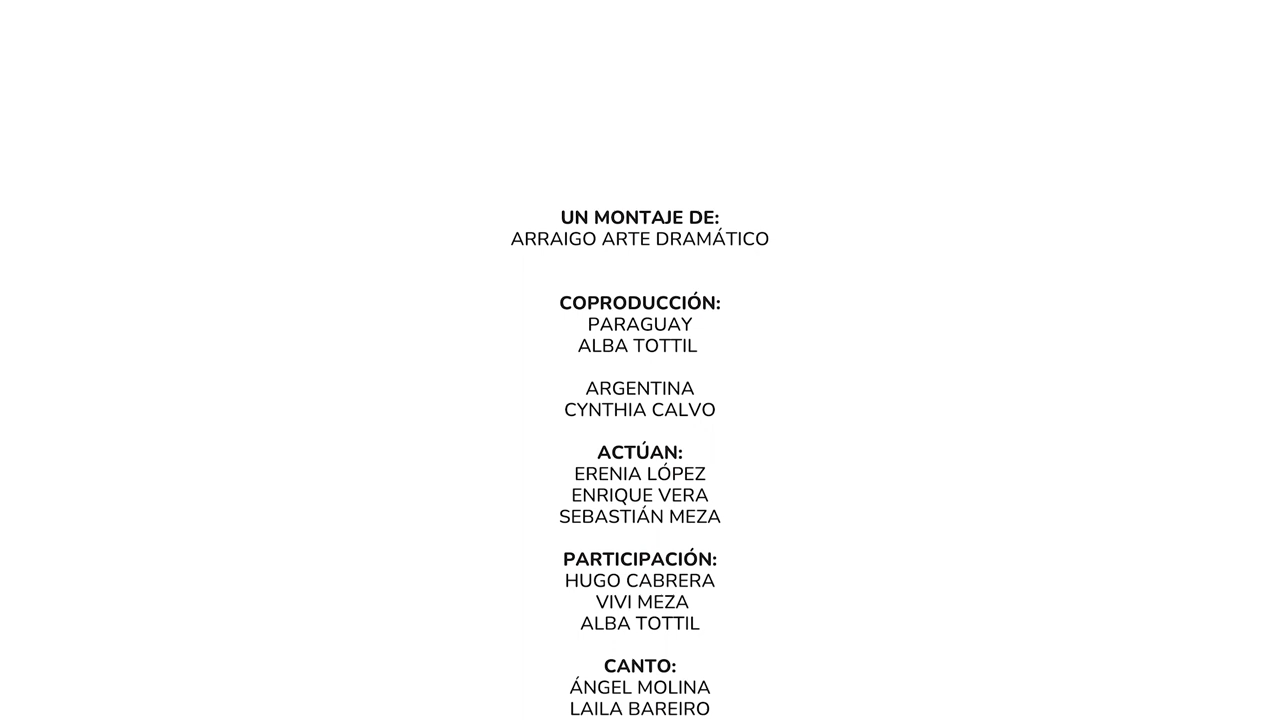 UN MONTAJE DE:
ARRAIGO ARTE DRAMÁTICO
COPRODUCCIÓN:
PARAGUAY
ALBA TOTTIL
ARGENTINA
CYNTHIA CALVO
ACTÚAN:
ERENIA LÓPEZ
ENRIQUE VERA
SEBASTIÁN MEZA
PARTICIPACIÓN:
HUGO CABRERA
VIVI MEZA
ALBA TOTTIL
CANTO:
ÁNGEL MOLINA
LAILA BAREIRO